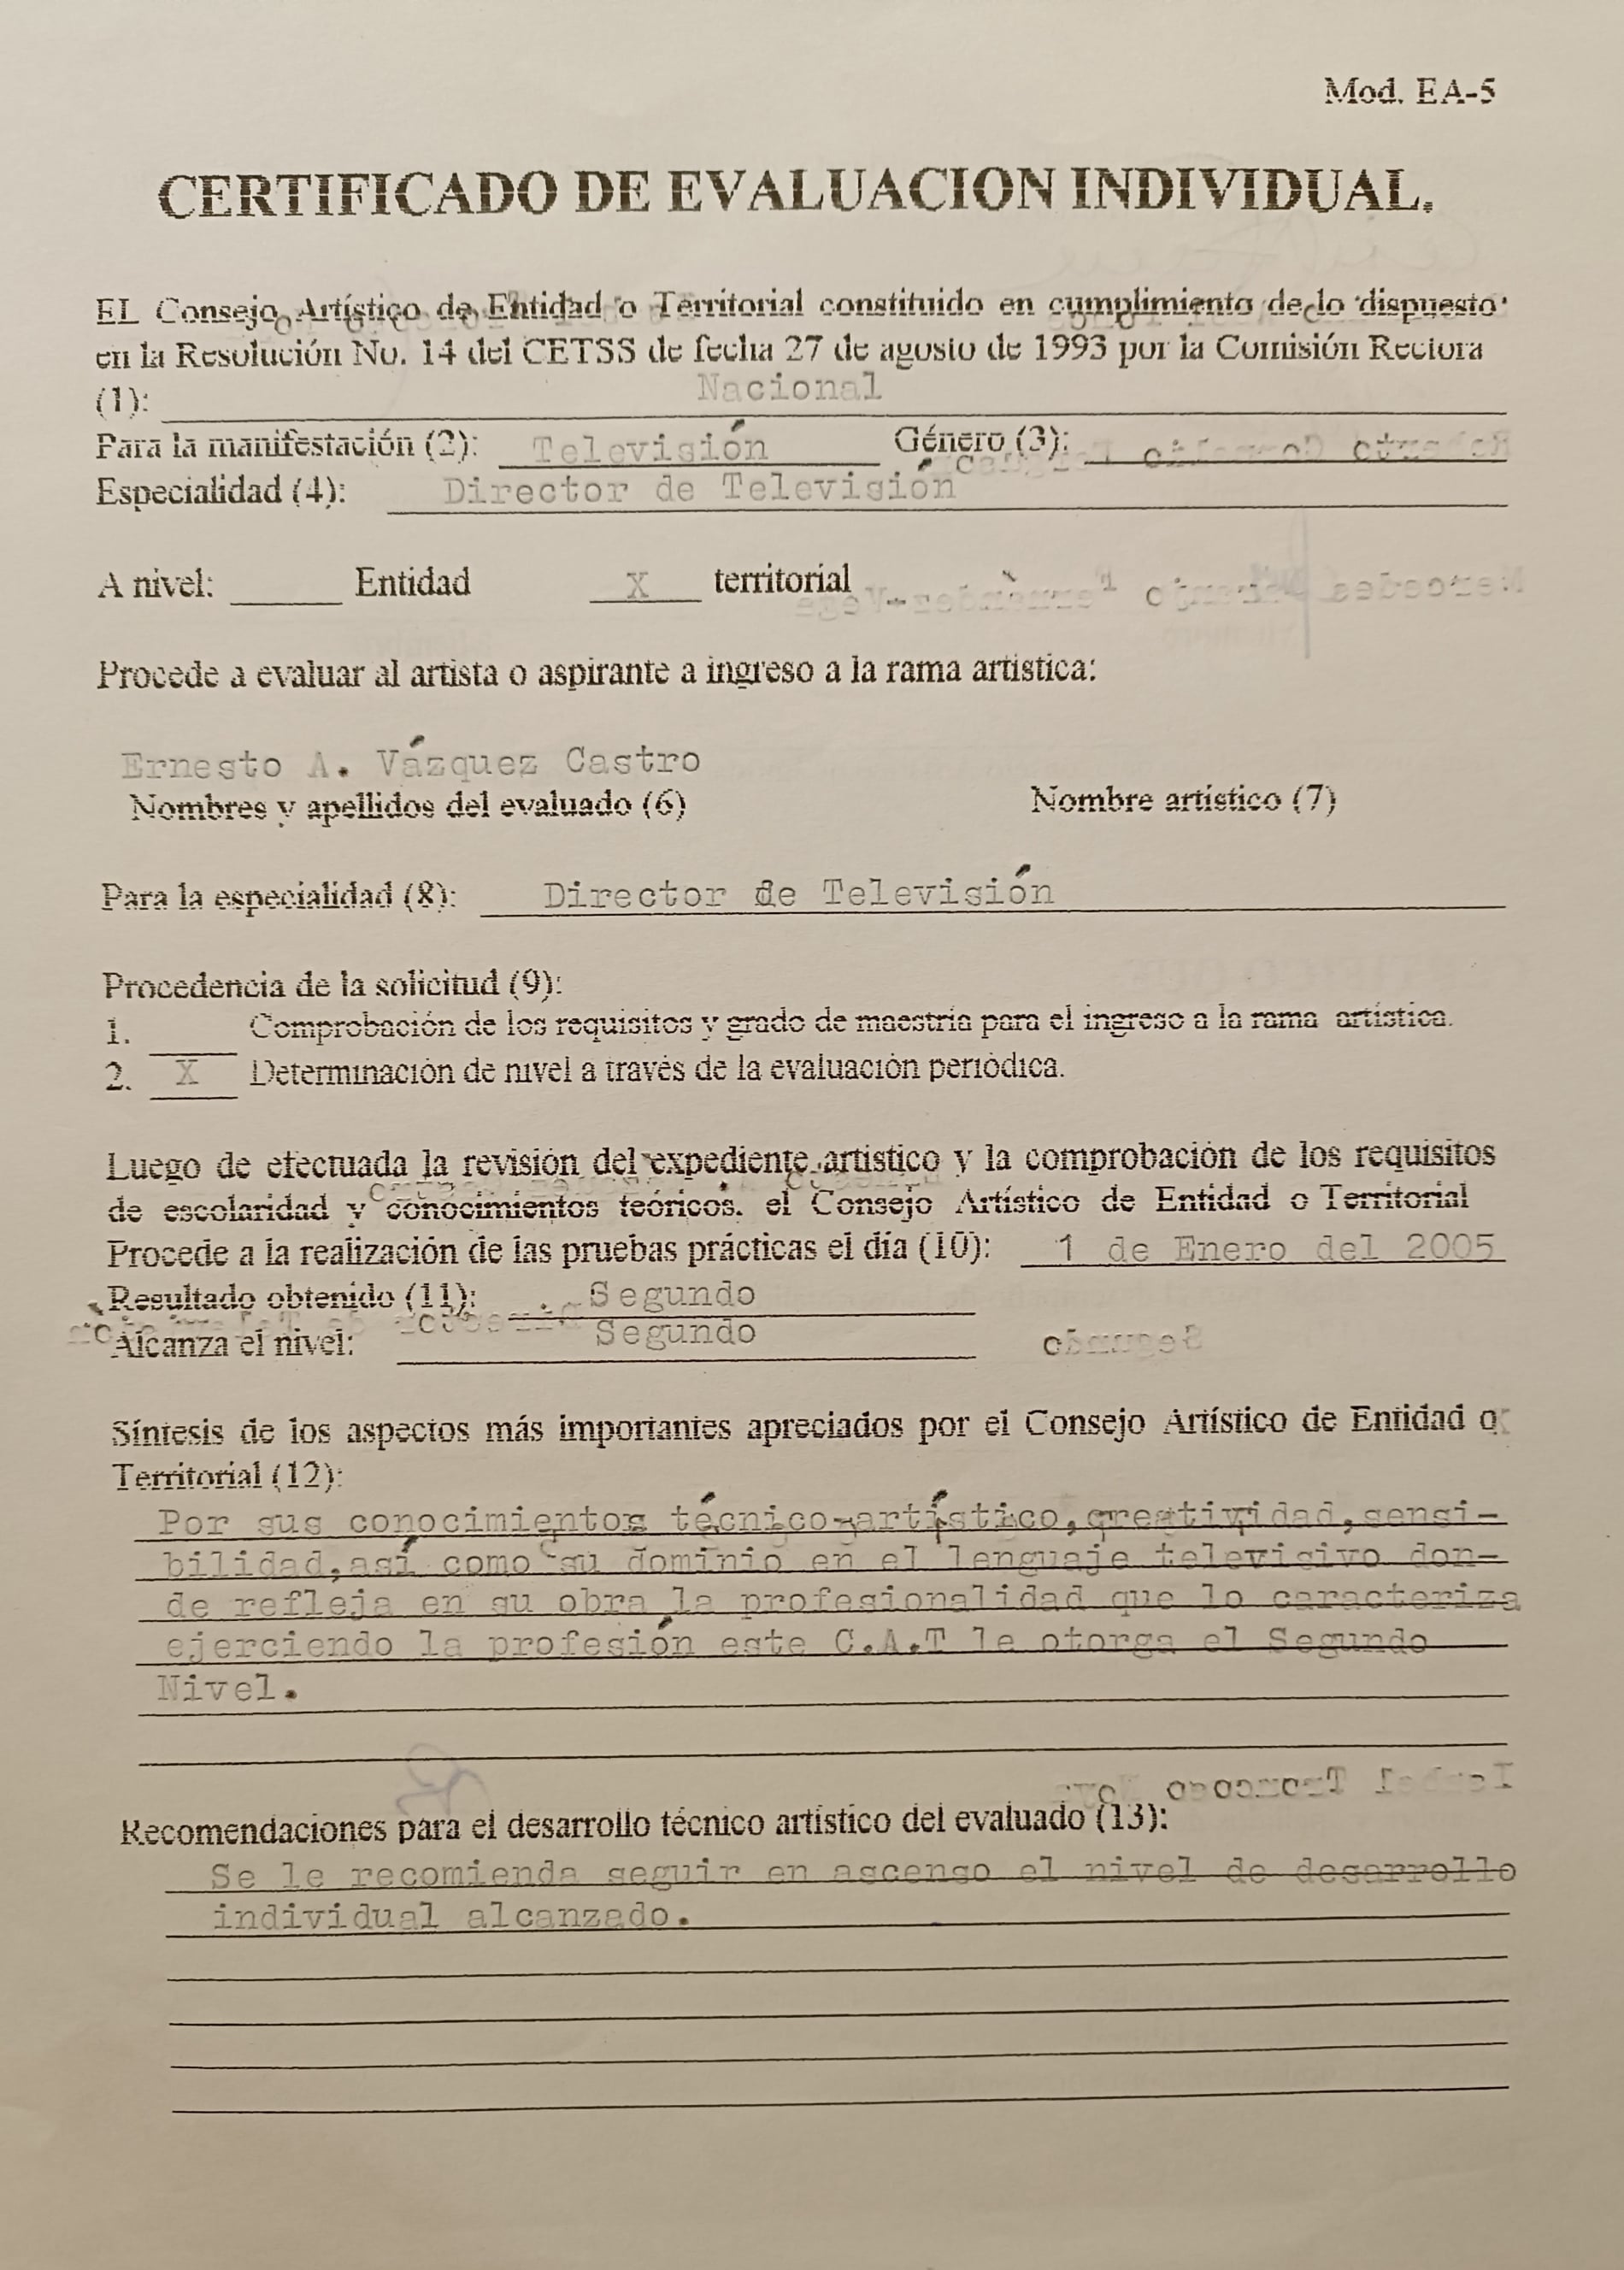 Mod. EA-5
CERTIFICADO DE EVALUACION INDIVIDUAL.
EL Consejo Artístico de Entidad o Territorial constituido en cumplimiento de lo dispuesto
en la Resolución No. 14 del CETSS de fecha 27 de agosto de 1993 por la Comisión Rectora
(1): Nacional
Para la manifestación (2): Televisión Género (3):
Especialidad (4): Director de Televisión
A nivel: Entidad X territorial
Procede a evaluar al artista o aspirante a ingreso a la rama artistica:
Ernesto A. Vázquez Castro
Nombres y apellidos del evaluado (6) Nombre artístico (7)
Para la especialidad (8): Director de Televisión
Procedencia de la solicitud (9):
1. Comprobación de los requisitos y grado de maestría para el ingreso a la rama artística.
2. X Determinación de nivel a través de la evaluación periódica.
Luego de efectuada la revisión del expediente artistico y la comprobación de los requisitos
de escolaridad y conocimientos teóricos. el Consejo Artístico de Entidad o Territorial
Procede a la realización de las pruebas prácticas el día (10): 1 de Enero del 2005
Resultado obtenido (11): Segundo
Alcanza el nivel: Segundo
Síntesis de los aspectos más importantes apreciados por el Consejo Artístico de Entidad o
Territorial (12):
Por sus conocimientos técnico-artístico, creatividad, sensi-
bilidad, así como su dominio en el lenguaje televisivo don-
de refleja en su obra la profesionalidad que lo caracteriza
ejerciendo la profesión este C.A.T le otorga el Segundo
Nivel.
Recomendaciones para el desarrollo técnico artístico del evaluado (13):
Se le recomienda seguir en ascenso el nivel de desarrollo
individual alcanzado.